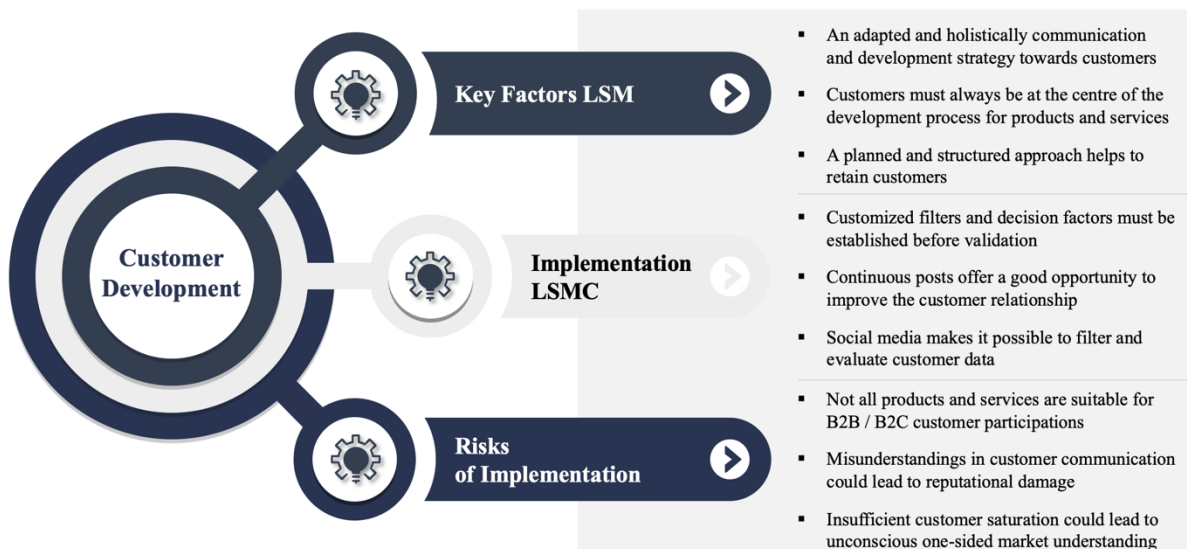 Customer
Development
Key Factors LSM
▪ An adapted and holistically communication
and development strategy towards customers
▪ Customers must always be at the centre of the
development process for products and services
▪ A planned and structured approach helps to
retain customers
Implementation
LSMC
▪ Customized filters and decision factors must be
established before validation
▪ Continuous posts offer a good opportunity to
improve the customer relationship
▪ Social media makes it possible to filter and
evaluate customer data
Risks
of Implementation
▪ Not all products and services are suitable for
B2B / B2C customer participations
▪ Misunderstandings in customer communication
could lead to reputational damage
▪ Insufficient customer saturation could lead to
unconscious one-sided market understanding